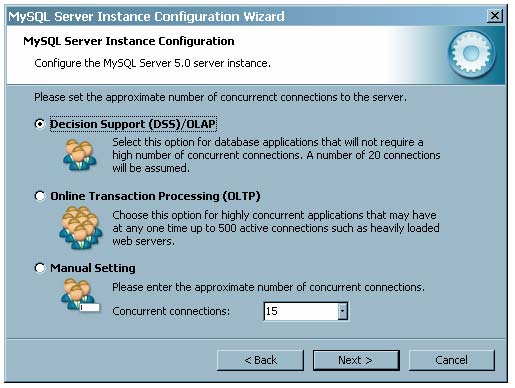 MySQL Server Instance Configuration Wizard
MySQL Server Instance Configuration
Configure the MySQL Server 5.0 server instance.
Please set the approximate number of concurrenct connections to the server.
Decision Support (DSS)/OLAP
Select this option for database applications that will not require a
high number of concurrent connections. A number of 20 connections
will be assumed.
Online Transaction Processing (OLTP)
Choose this option for highly concurrent applications that may have
at any one time up to 500 active connections such as heavily loaded
web servers.
Manual Setting
Please enter the approximate number of concurrent connections.
Concurrent connections: 15
< Back Next > Cancel